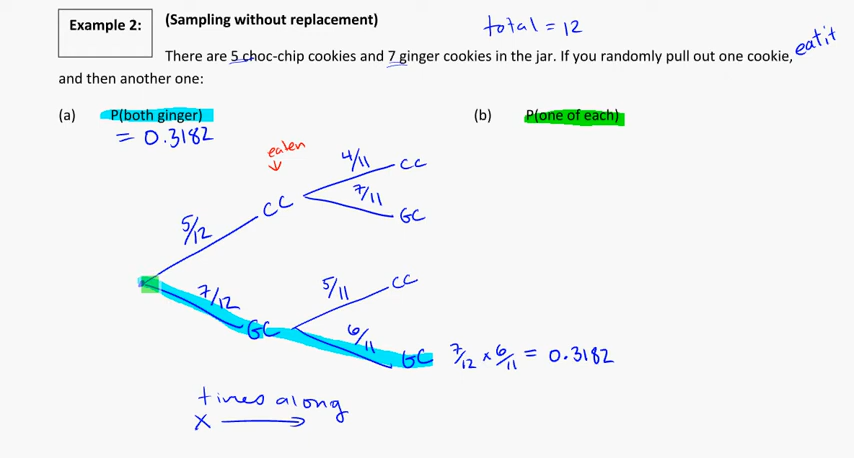 Example 2:
(Sampling without replacement)
total = 12
There are 5 choc-chip cookies and 7 ginger cookies in the jar. If you randomly pull out one cookie, eat it
and then another one:
(a) P(both ginger)
= 0.3182
(b) P(one of each)
eaten
↓
4/11 CC
7/11 GC
5/12 CC
7/12 GC
5/11 CC
6/11 GC
7/12 × 6/11 = 0.3182
times along
× →